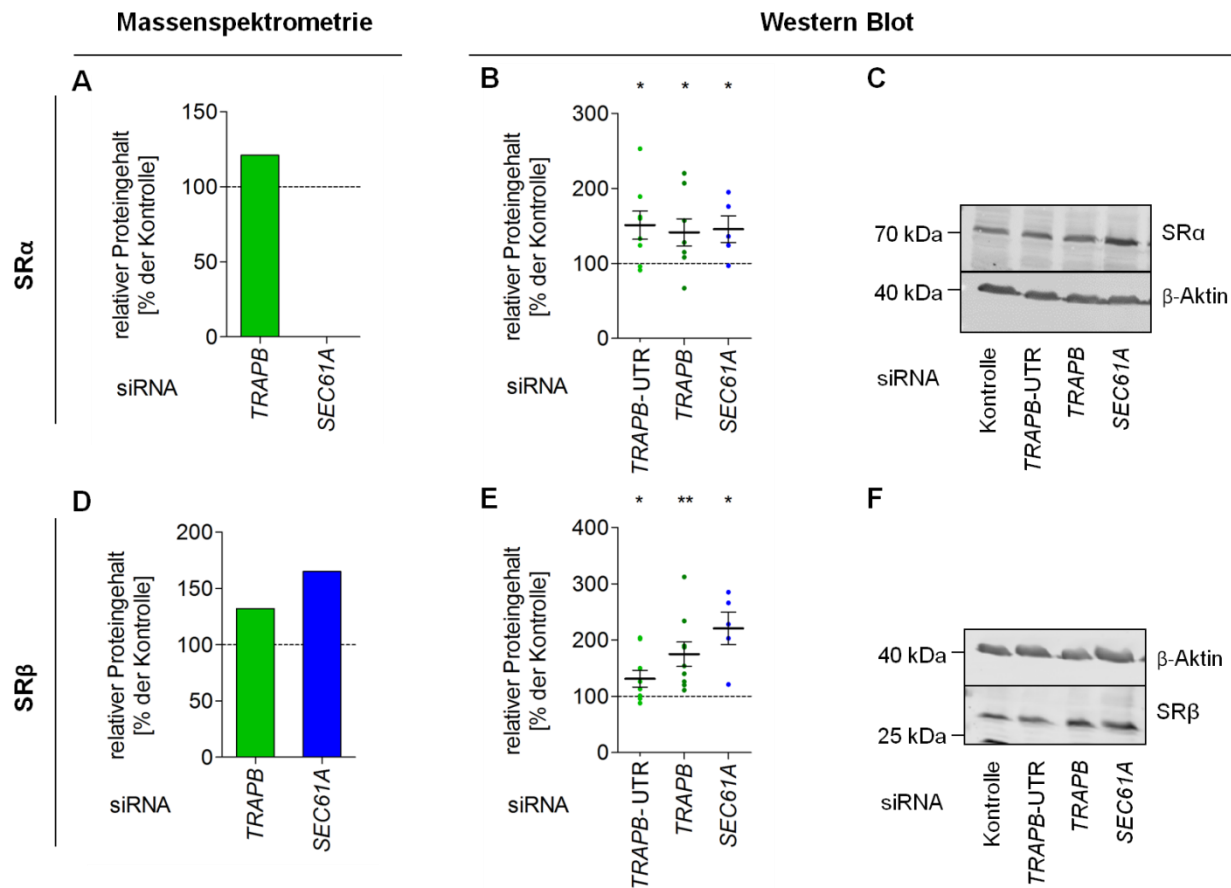 Massenspektrometrie
Western Blot
SRα
A
relativer Proteingehalt
[% der Kontrolle]
150
100
50
0
siRNA
TRAPB
SEC61A
B
* * *
relativer Proteingehalt
[% der Kontrolle]
300
200
150
100
0
TRAPB-UTR
TRAPB
SEC61A
C
70 kDa
SRα
40 kDa
β-Aktin
siRNA
Kontrolle
TRAPB-UTR
TRAPB
SEC61A
SRβ
D
relativer Proteingehalt
[% der Kontrolle]
200
150
100
50
0
siRNA
TRAPB
SEC61A
E
* ** *
relativer Proteingehalt
[% der Kontrolle]
400
300
200
100
0
siRNA
TRAPB-UTR
TRAPB
SEC61A
F
40 kDa
β-Aktin
SRβ
25 kDa
siRNA
Kontrolle
TRAPB-UTR
TRAPB
SEC61A